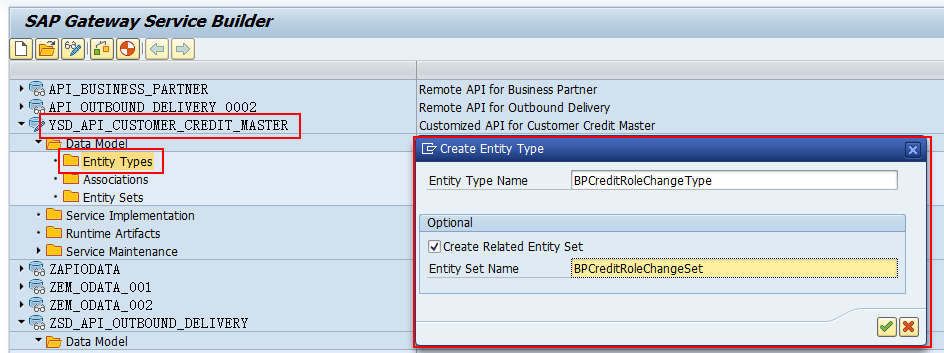 SAP Gateway Service Builder
API_BUSINESS_PARTNER Remote API for Business Partner
API_OUTBOUND_DELIVERY_0002 Remote API for Outbound Delivery
YSD_API_CUSTOMER_CREDIT_MASTER Customized API for Customer Credit Master
Data Model
Entity Types
Associations
Entity Sets
Service Implementation
Runtime Artifacts
Service Maintenance
ZAPIODATA
ZEM_ODATA_001
ZEM_ODATA_002
ZSD_API_OUTBOUND_DELIVERY
Data Model
Create Entity Type
Entity Type Name BPCreditRoleChangeType
Optional
Create Related Entity Set
Entity Set Name BPCreditRoleChangeSet